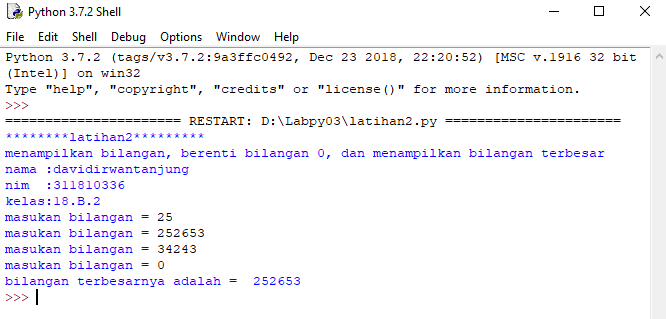 Python 3.7.2 Shell
File Edit Shell Debug Options Window Help
Python 3.7.2 (tags/v3.7.2:9a3ffc0492, Dec 23 2018, 22:20:52) [MSC v.1916 32 bit
(Intel)] on win32
Type "help", "copyright", "credits" or "license()" for more information.
>>>
====================== RESTART: D:\Labpy03\latihan2.py ======================
********latihan2*********
menampilkan bilangan, berenti bilangan 0, dan menampilkan bilangan terbesar
nama :davidirwantanjung
nim  :311810336
kelas:18.B.2
masukan bilangan = 25
masukan bilangan = 252653
masukan bilangan = 34243
masukan bilangan = 0
bilangan terbesarnya adalah =  252653
>>>